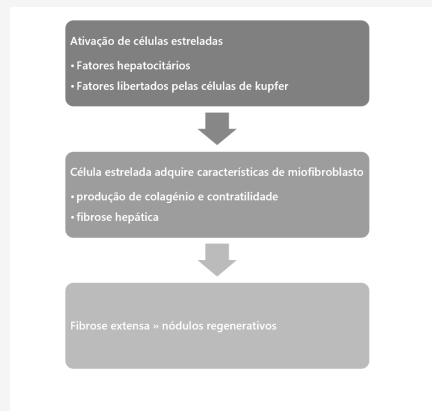 Ativação de células estreladas
• Fatores hepatocitários
• Fatores libertados pelas células de kupfer
Célula estrelada adquire características de miofibroblasto
• produção de colagénio e contratilidade
• fibrose hepática
Fibrose extensa » nódulos regenerativos